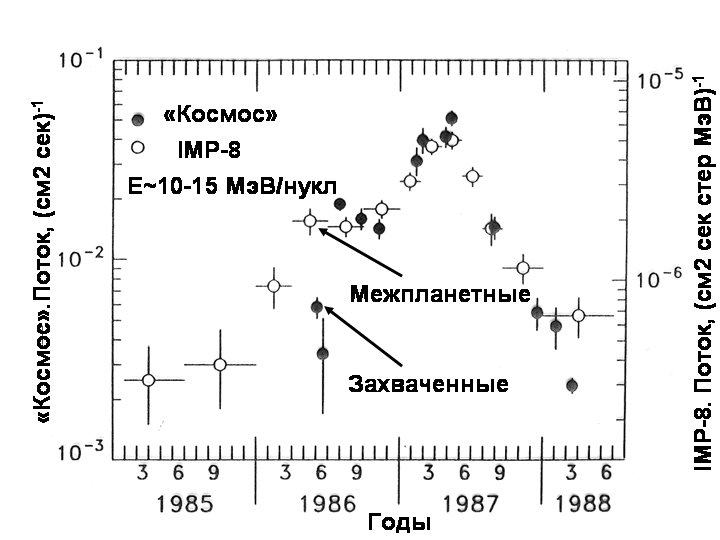 10-1
10-5
«Космос»
IMP-8
E~10-15 МэВ/нукл
10-2
10-6
Межпланетные
Захваченные
10-3
3 6 9 3 6 9 3 6 9 3 6
1985 1986 1987 1988
Годы
«Космос».Поток, (см2 сек)-1
IMP-8. Поток, (см2 сек стер МэВ)-1